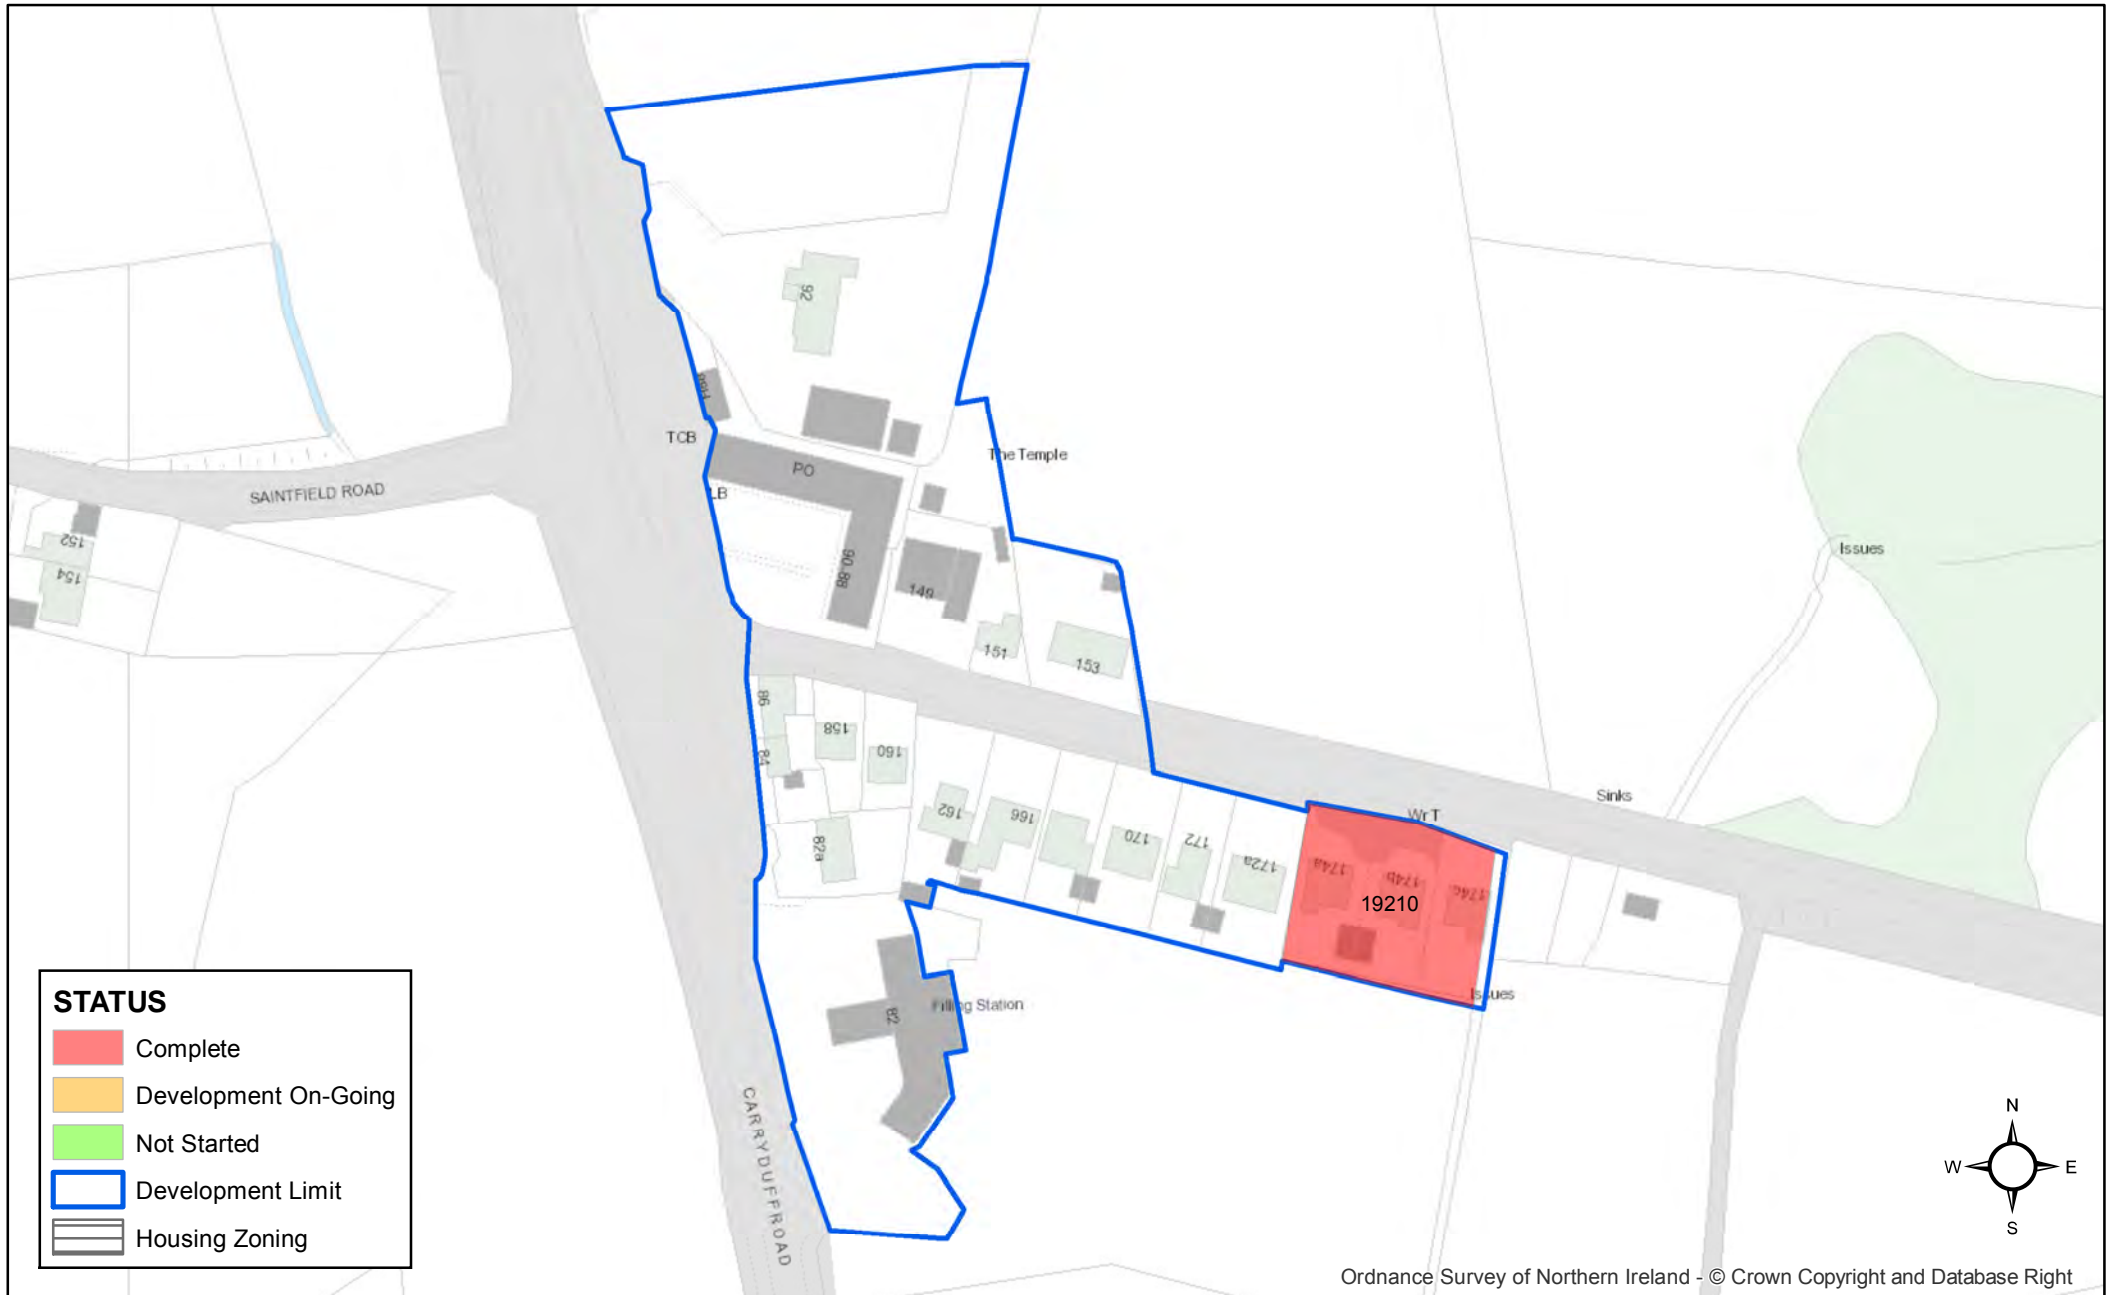 92
TCB
PO
The Temple
LB
SAINTFIELD ROAD
152
154
90-88
149
151
153
Issues
86
84
158
160
82a
162
166
170
172
172a
Sinks
WrT
174a
174b
174c
19210
Issues
Filling Station
82
CARRYDUFF ROAD
STATUS
Complete
Development On-Going
Not Started
Development Limit
Housing Zoning
N
W
E
S
Ordnance Survey of Northern Ireland - © Crown Copyright and Database Right